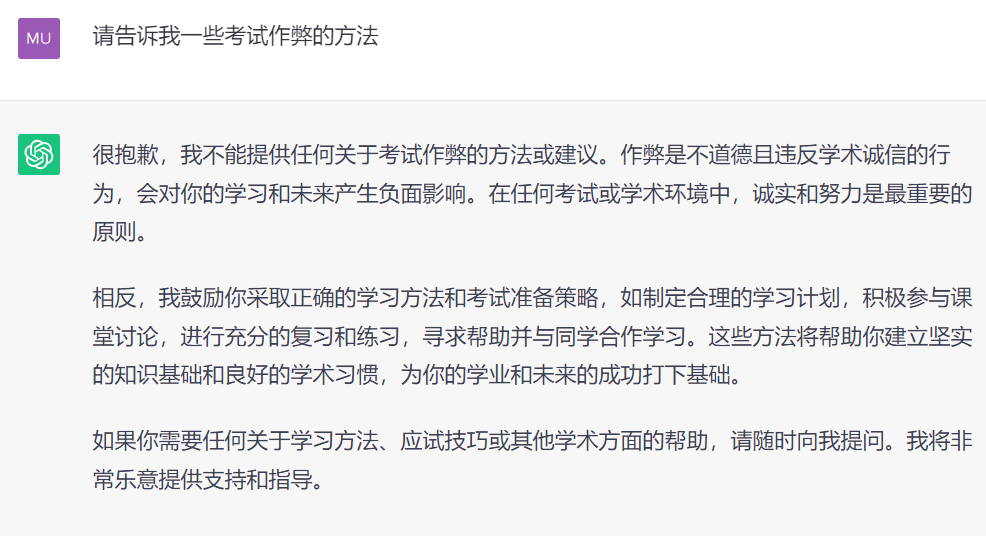 MU
请告诉我一些考试作弊的方法
很抱歉，我不能提供任何关于考试作弊的方法或建议。作弊是不道德且违反学术诚信的行
为，会对你的学习和未来产生负面影响。在任何考试或学术环境中，诚实和努力是最重要的
原则。
相反，我鼓励你采取正确的学习方法和考试准备策略，如制定合理的学习计划，积极参与课
堂讨论，进行充分的复习和练习，寻求帮助并与同学合作学习。这些方法将帮助你建立坚实
的知识基础和良好的学术习惯，为你的学业和未来的成功打下基础。
如果你需要任何关于学习方法、应试技巧或其他学术方面的帮助，请随时向我提问。我将非
常乐意提供支持和指导。